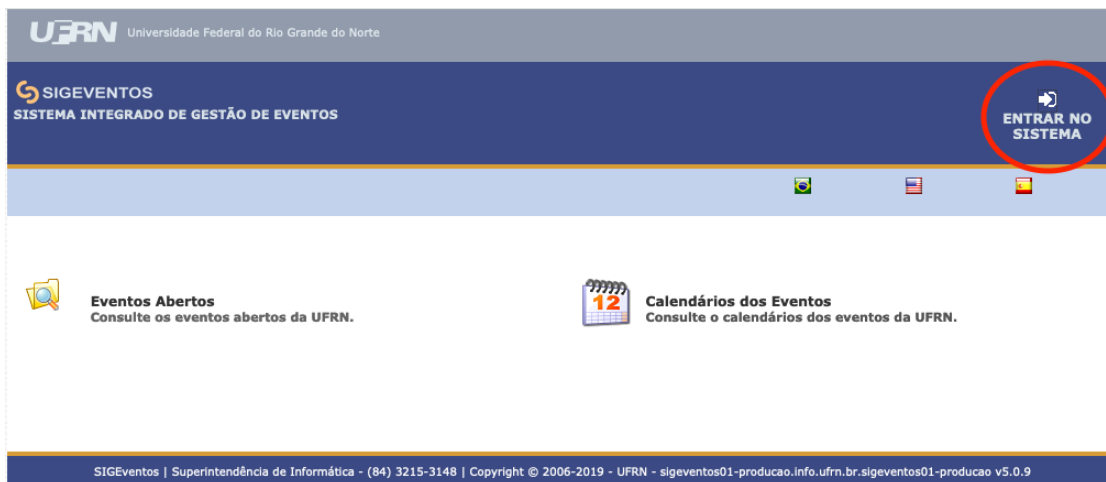 UFRN Universidade Federal do Rio Grande do Norte
SIGEVENTOS
SISTEMA INTEGRADO DE GESTÃO DE EVENTOS
ENTRAR NO
SISTEMA
Eventos Abertos
Consulte os eventos abertos da UFRN.
12
Calendários dos Eventos
Consulte o calendários dos eventos da UFRN.
SIGEventos | Superintendência de Informática - (84) 3215-3148 | Copyright © 2006-2019 - UFRN - sigeventos01-producao.info.ufrn.br.sigeventos01-producao v5.0.9